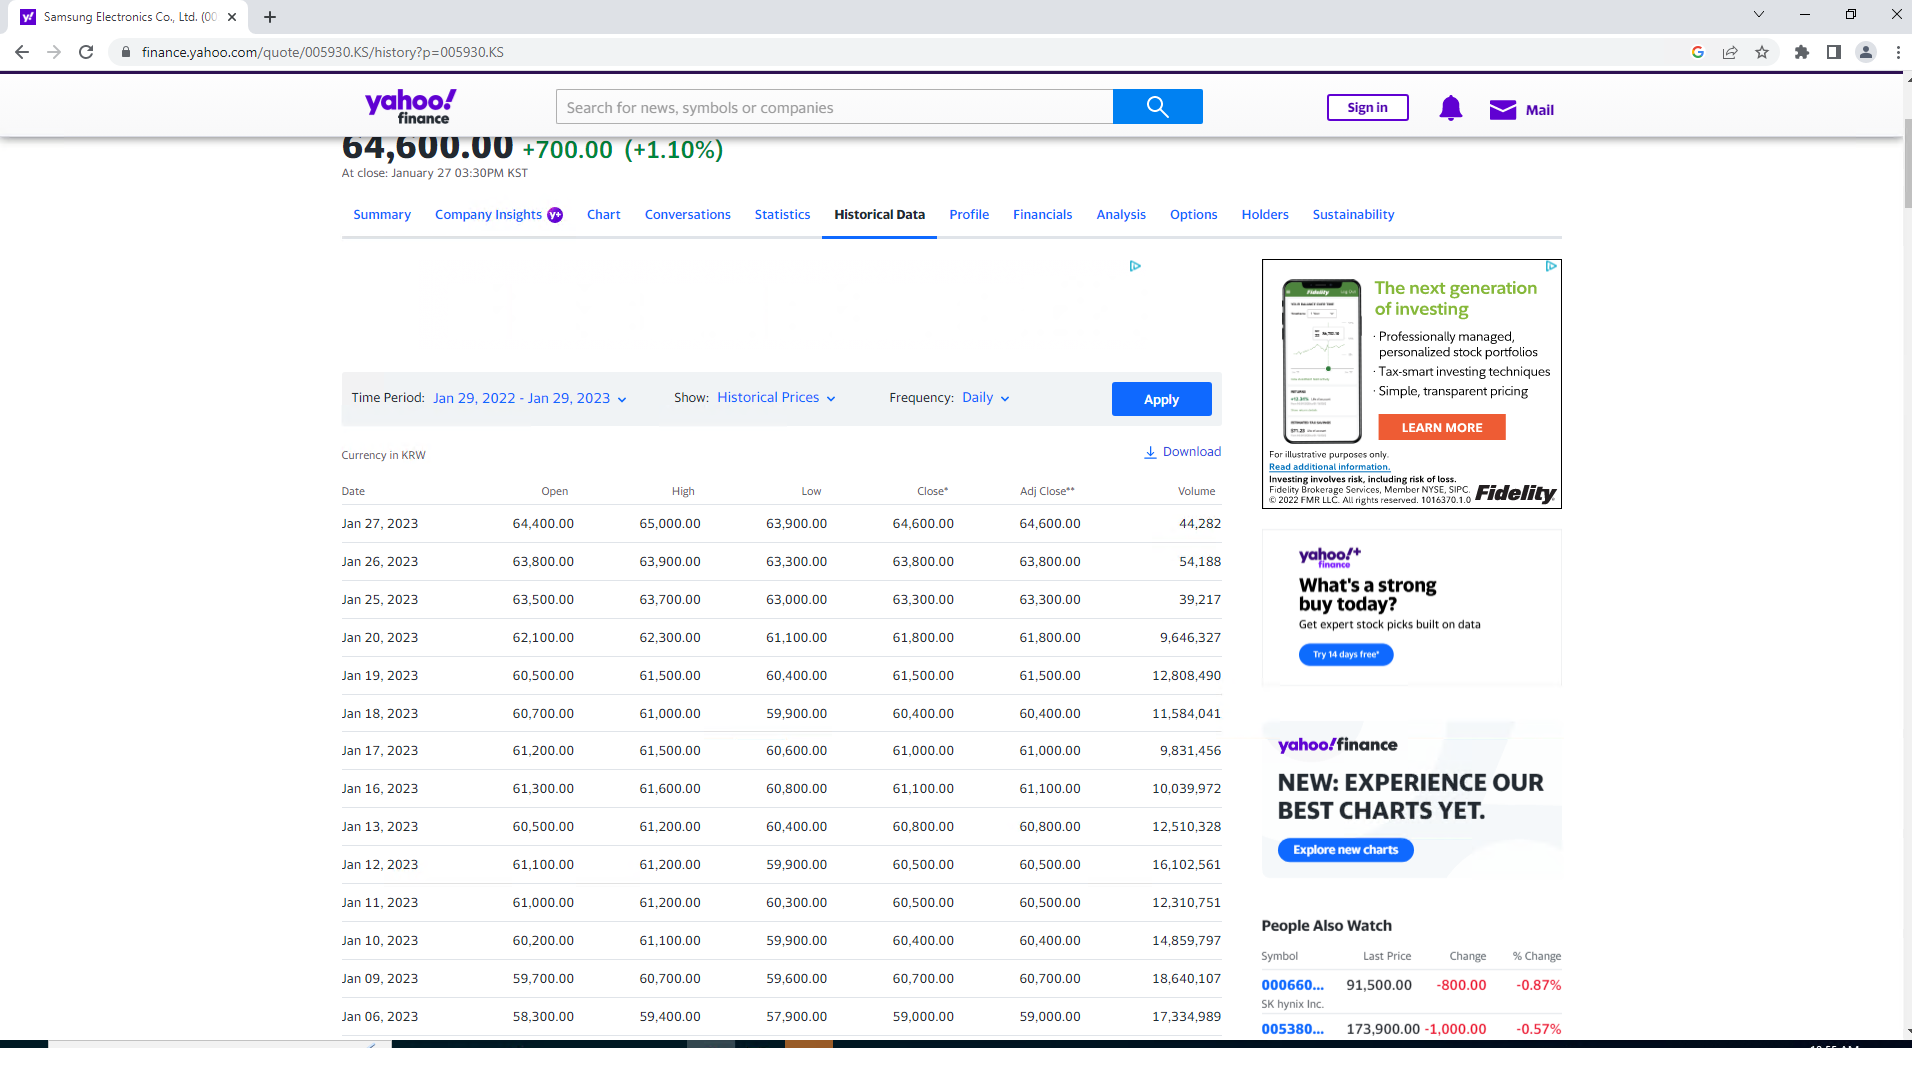 Samsung Electronics Co., Ltd. (00
finance.yahoo.com/quote/005930.KS/history?p=005930.KS
yahoo!
finance
Search for news, symbols or companies
Sign in
Mail
64,600.00 +700.00 (+1.10%)
At close: January 27 03:30PM KST
Summary Company Insights Y+ Chart Conversations Statistics Historical Data Profile Financials Analysis Options Holders Sustainability
Time Period: Jan 29, 2022 - Jan 29, 2023 Show: Historical Prices Frequency: Daily Apply
Currency in KRW Download
Date Open High Low Close* Adj Close** Volume
Jan 27, 2023 64,400.00 65,000.00 63,900.00 64,600.00 64,600.00 44,282
Jan 26, 2023 63,800.00 63,900.00 63,300.00 63,800.00 63,800.00 54,188
Jan 25, 2023 63,500.00 63,700.00 63,000.00 63,300.00 63,300.00 39,217
Jan 20, 2023 62,100.00 62,300.00 61,100.00 61,800.00 61,800.00 9,646,327
Jan 19, 2023 60,500.00 61,500.00 60,400.00 61,500.00 61,500.00 12,808,490
Jan 18, 2023 60,700.00 61,000.00 59,900.00 60,400.00 60,400.00 11,584,041
Jan 17, 2023 61,200.00 61,500.00 60,600.00 61,000.00 61,000.00 9,831,456
Jan 16, 2023 61,300.00 61,600.00 60,800.00 61,100.00 61,100.00 10,039,972
Jan 13, 2023 60,500.00 61,200.00 60,400.00 60,800.00 60,800.00 12,510,328
Jan 12, 2023 61,100.00 61,200.00 59,900.00 60,500.00 60,500.00 16,102,561
Jan 11, 2023 61,000.00 61,200.00 60,300.00 60,500.00 60,500.00 12,310,751
Jan 10, 2023 60,200.00 61,100.00 59,900.00 60,400.00 60,400.00 14,859,797
Jan 09, 2023 59,700.00 60,700.00 59,600.00 60,700.00 60,700.00 18,640,107
Jan 06, 2023 58,300.00 59,400.00 57,900.00 59,000.00 59,000.00 17,334,989
Fidelity
The next generation
of investing
· Professionally managed,
personalized stock portfolios
· Tax-smart investing techniques
· Simple, transparent pricing
LEARN MORE
For illustrative purposes only.
Read additional information.
Investing involves risk, including risk of loss.
Fidelity Brokerage Services, Member NYSE, SIPC.
© 2022 FMR LLC. All rights reserved. 1016370.1.0
Fidelity
yahoo!+
finance
What's a strong
buy today?
Get expert stock picks built on data
Try 14 days free*
yahoo!finance
NEW: EXPERIENCE OUR
BEST CHARTS YET.
Explore new charts
People Also Watch
Symbol Last Price Change % Change
000660... 91,500.00 -800.00 -0.87%
SK hynix Inc.
005380... 173,900.00 -1,000.00 -0.57%